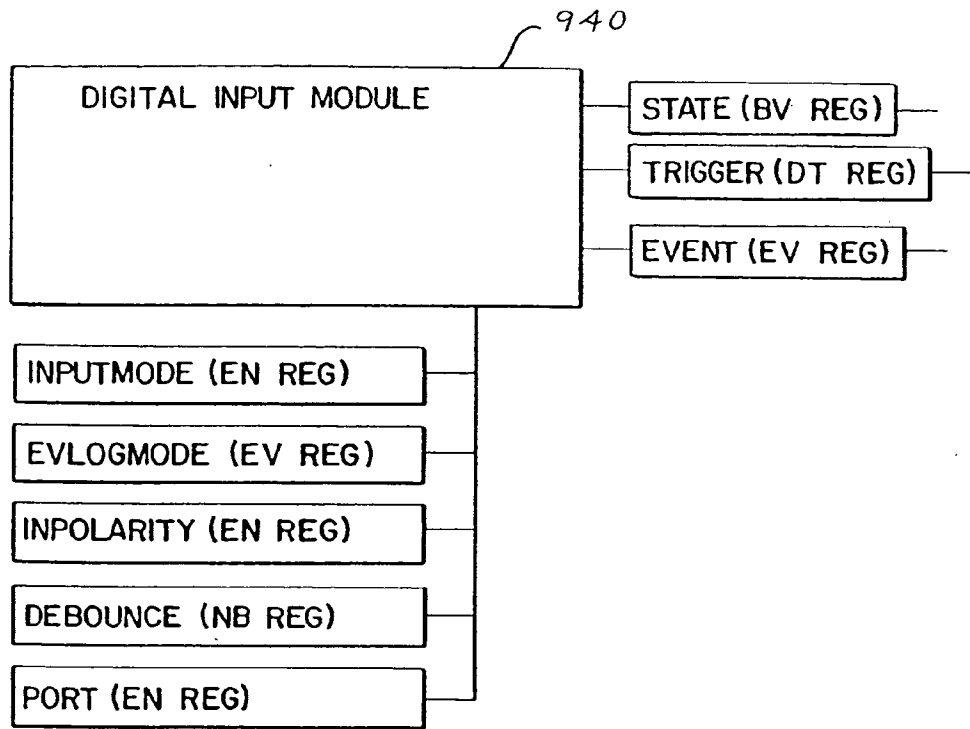 940
DIGITAL INPUT MODULE
STATE (BV REG)
TRIGGER (DT REG)
EVENT (EV REG)
INPUTMODE (EN REG)
EVLOGMODE (EV REG)
INPOLARITY (EN REG)
DEBOUNCE (NB REG)
PORT (EN REG)